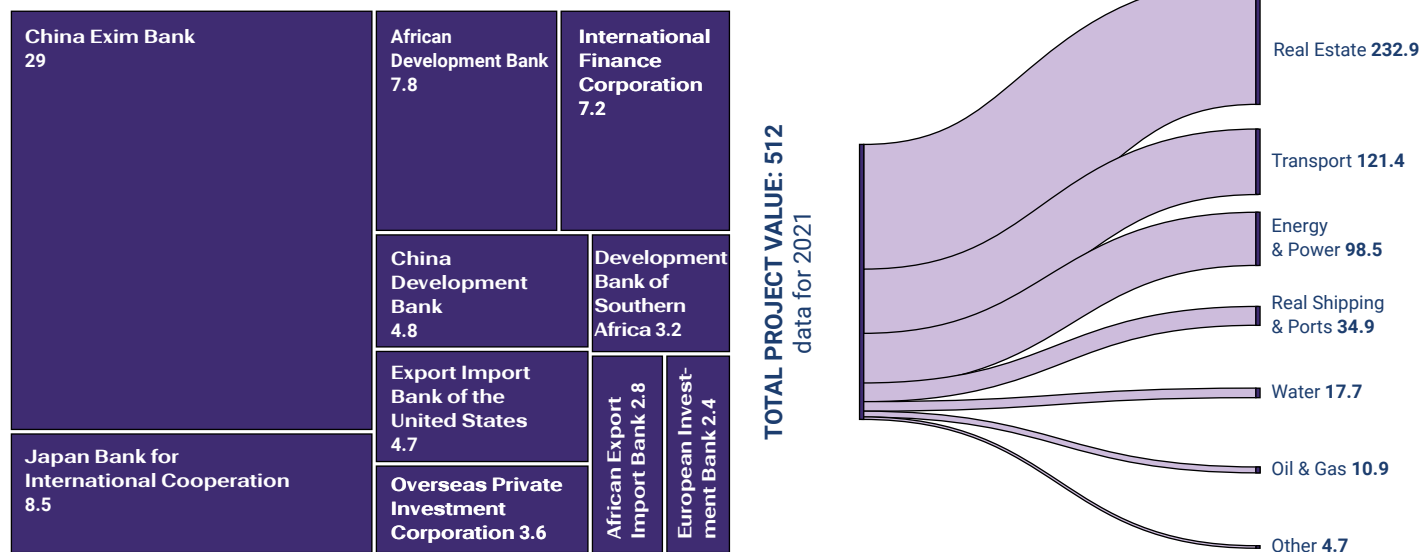 China Exim Bank
29
Japan Bank for
International Cooperation
8.5
African
Development Bank
7.8
International
Finance
Corporation
7.2
China
Development
Bank
4.8
Development
Bank of
Southern
Africa 3.2
Export Import
Bank of the
United States
4.7
Overseas Private
Investment
Corporation 3.6
African Export
Import Bank 2.8
European Invest-
ment Bank 2.4
TOTAL PROJECT VALUE: 512
data for 2021
Real Estate 232.9
Transport 121.4
Energy
& Power 98.5
Real Shipping
& Ports 34.9
Water 17.7
Oil & Gas 10.9
Other 4.7